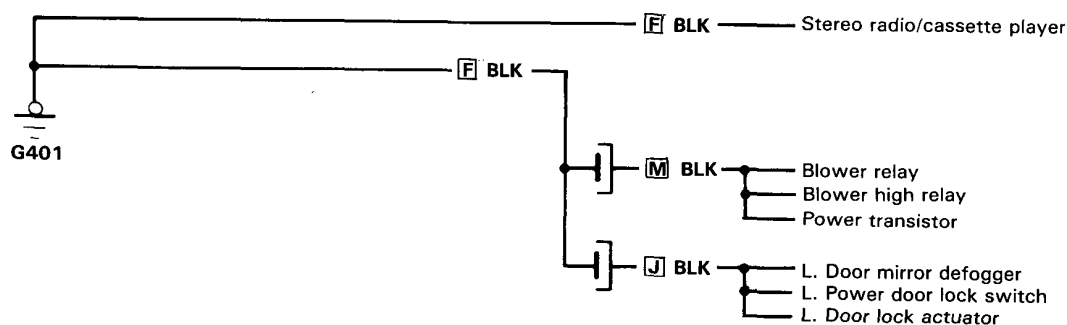 F BLK Stereo radio/cassette player
F BLK
G401
M BLK Blower relay
Blower high relay
Power transistor
J BLK L. Door mirror defogger
L. Power door lock switch
L. Door lock actuator